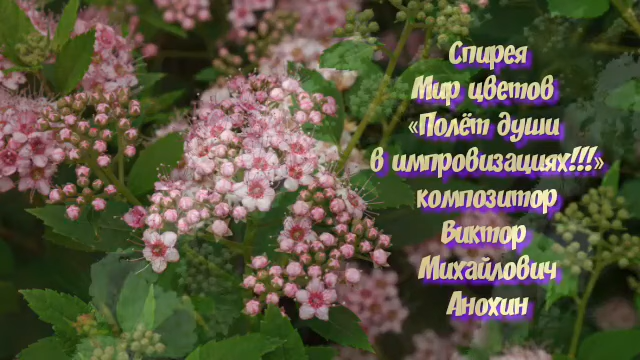 Спирея
Мир цветов
«Полёт души
в импровизациях!!!»
композитор
Виктор
Михайлович
Анохин